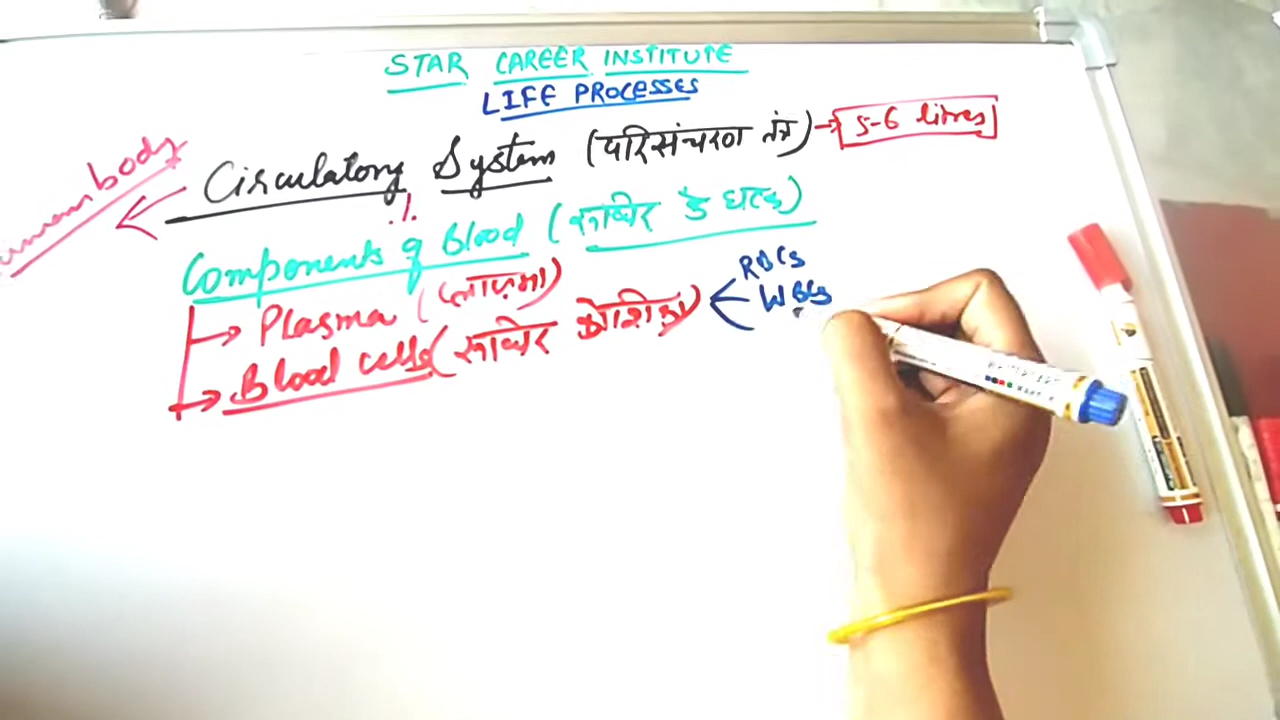 STAR CAREER INSTITUTE
LIFE PROCESSES
Circulatory System (परिसंचरण तंत्र) → 5-6 litres
human body
Components of Blood (रूधिर के घटक)
Plasma (प्लाज़मा)
Blood cells (रूधिर कोशिका)
RBCs
WBCs